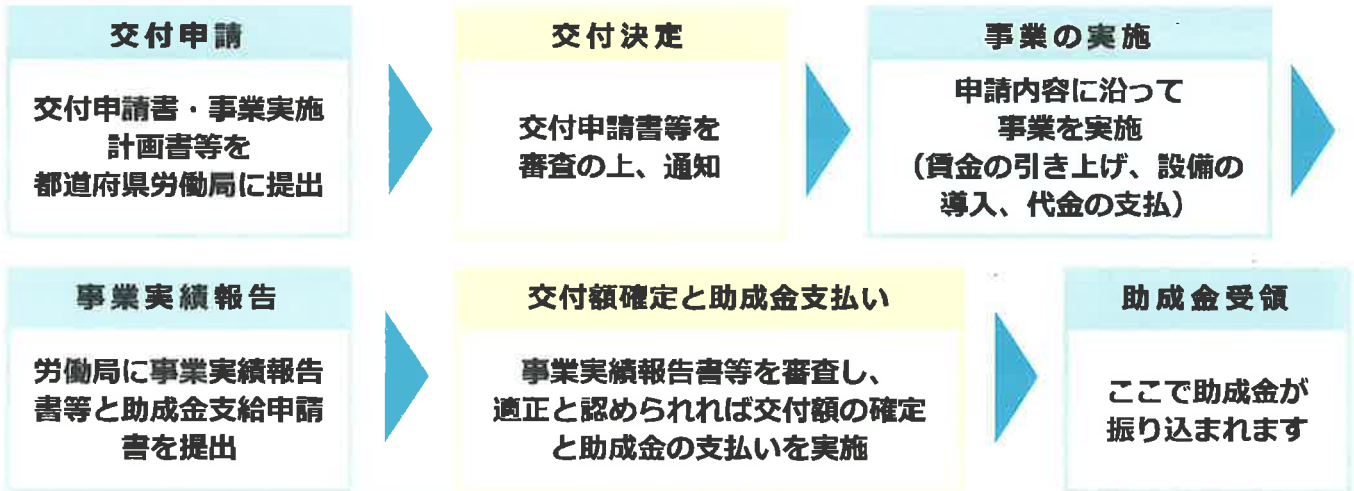 交付申請
交付申請書・事業実施
計画書等を
都道府県労働局に提出
交付決定
交付申請書等を
審査の上、通知
事業の実施
申請内容に沿って
事業を実施
（賃金の引き上げ、設備の
導入、代金の支払）
事業実績報告
労働局に事業実績報告
書等と助成金支給申請
書を提出
交付額確定と助成金支払い
事業実績報告書等を審査し、
適正と認められれば交付額の確定
と助成金の支払いを実施
助成金受領
ここで助成金が
振り込まれます